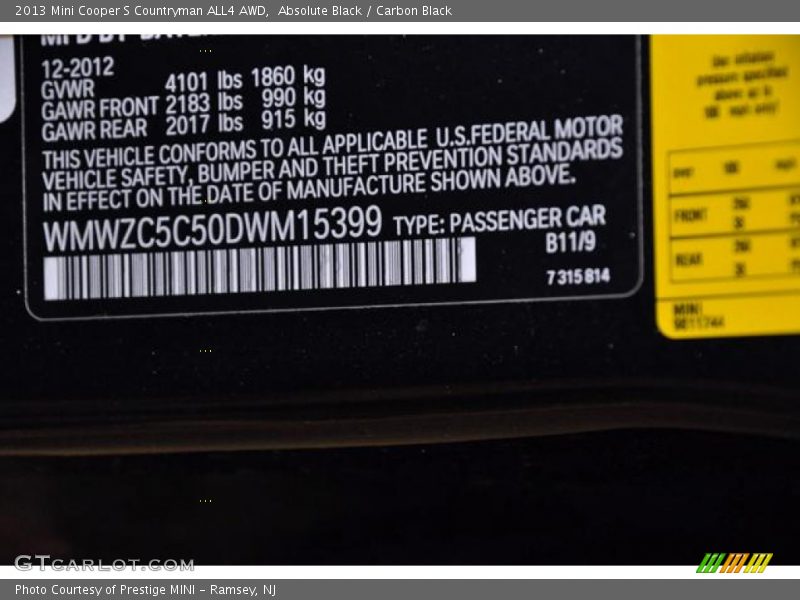 2013 Mini Cooper S Countryman ALL4 AWD,  Absolute Black / Carbon Black
MFD BY
12-2012
GVWR 4101 lbs 1860 kg
GAWR FRONT 2183 lbs 990 kg
GAWR REAR 2017 lbs 915 kg
THIS VEHICLE CONFORMS TO ALL APPLICABLE U.S.FEDERAL MOTOR
VEHICLE SAFETY, BUMPER AND THEFT PREVENTION STANDARDS
IN EFFECT ON THE DATE OF MANUFACTURE SHOWN ABOVE.
WMWZC5C50DWM15399 TYPE: PASSENGER CAR
B11/9
7315814
FRONT
REAR
MINI
GTCARLOT.COM
Photo Courtesy of Prestige MINI - Ramsey, NJ